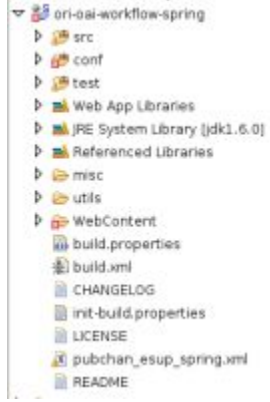 ori-oai-workflow-spring
src
conf
test
Web App Libraries
JRE System Library [jdk1.6.0]
Referenced Libraries
misc
utils
WebContent
build.properties
build.xml
CHANGELOG
init-build.properties
LICENSE
pubchan_esup_spring.xml
README